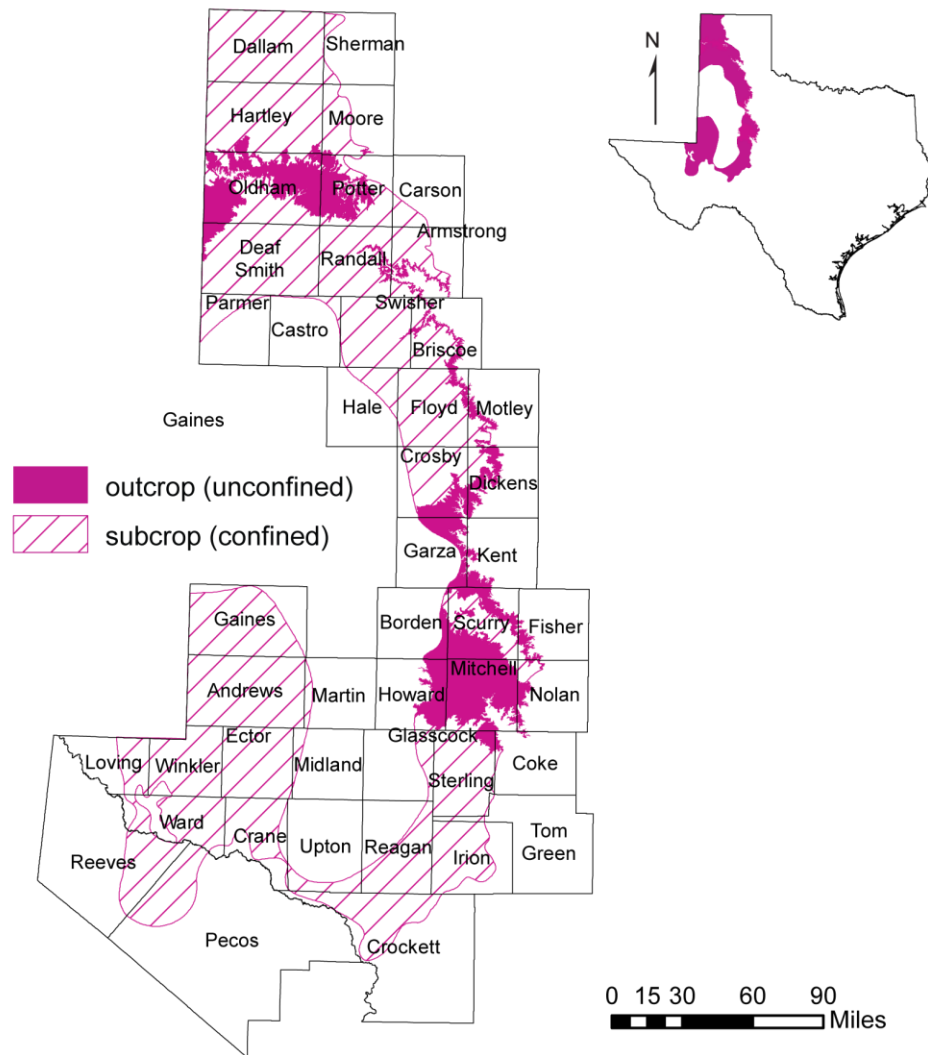 Dallam
Sherman
N
Hartley
Moore
Oldham
Potter
Carson
Armstrong
Deaf
Smith
Randall
Parmer
Swisher
Castro
Briscoe
Gaines
Hale
Floyd
Motley
Crosby
Dickens
outcrop (unconfined)
subcrop (confined)
Garza
Kent
Gaines
Borden
Scurry
Fisher
Andrews
Martin
Howard
Mitchell
Nolan
Ector
Glasscock
Loving
Winkler
Midland
Sterling
Coke
Ward
Crane
Upton
Reagan
Irion
Tom
Green
Reeves
Pecos
Crockett
0 15 30 60 90
Miles